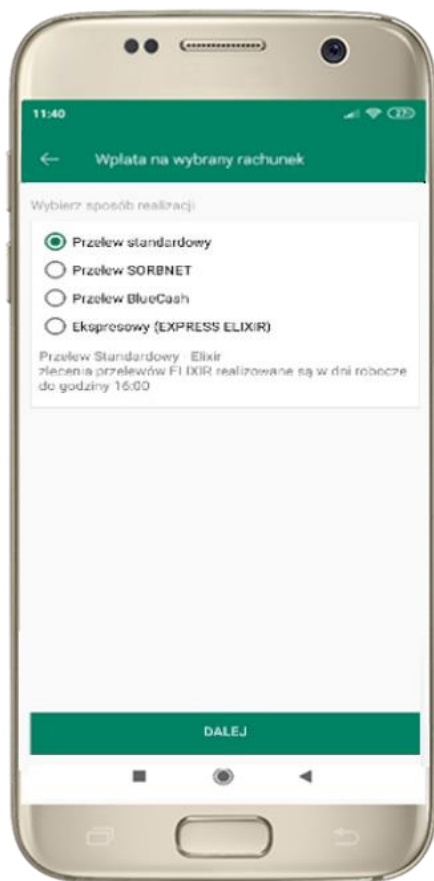 11:40
Wpłata na wybrany rachunek
Wybierz sposób realizacji
Przelew standardowy
Przelew SORBNET
Przelew BlueCash
Ekspresowy (EXPRESS ELIXIR)
Przelew Standardowy - Elixir
zlecenia przelewów ELIXIR realizowane są w dni robocze
do godziny 16:00
DALEJ